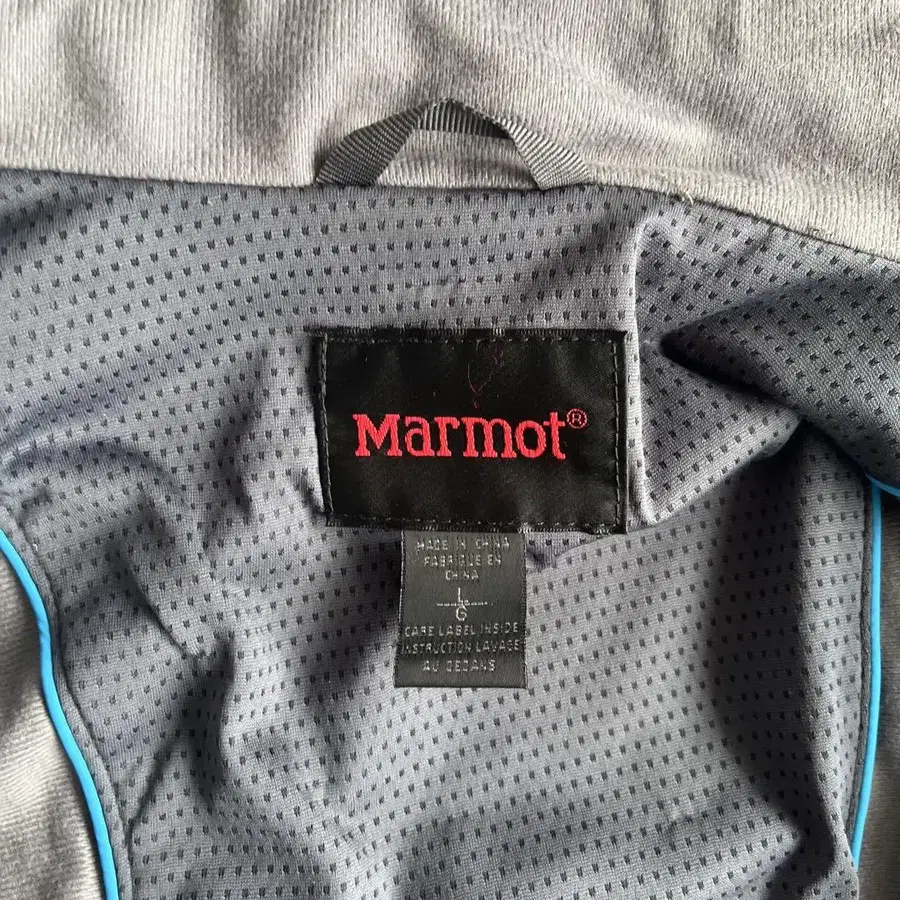 Marmot®
MADE IN CHINA
FABRIQUE EN
CHINA
L
G
CARE LABEL INSIDE
INSTRUCTION LAVAGE
AU DEDANS